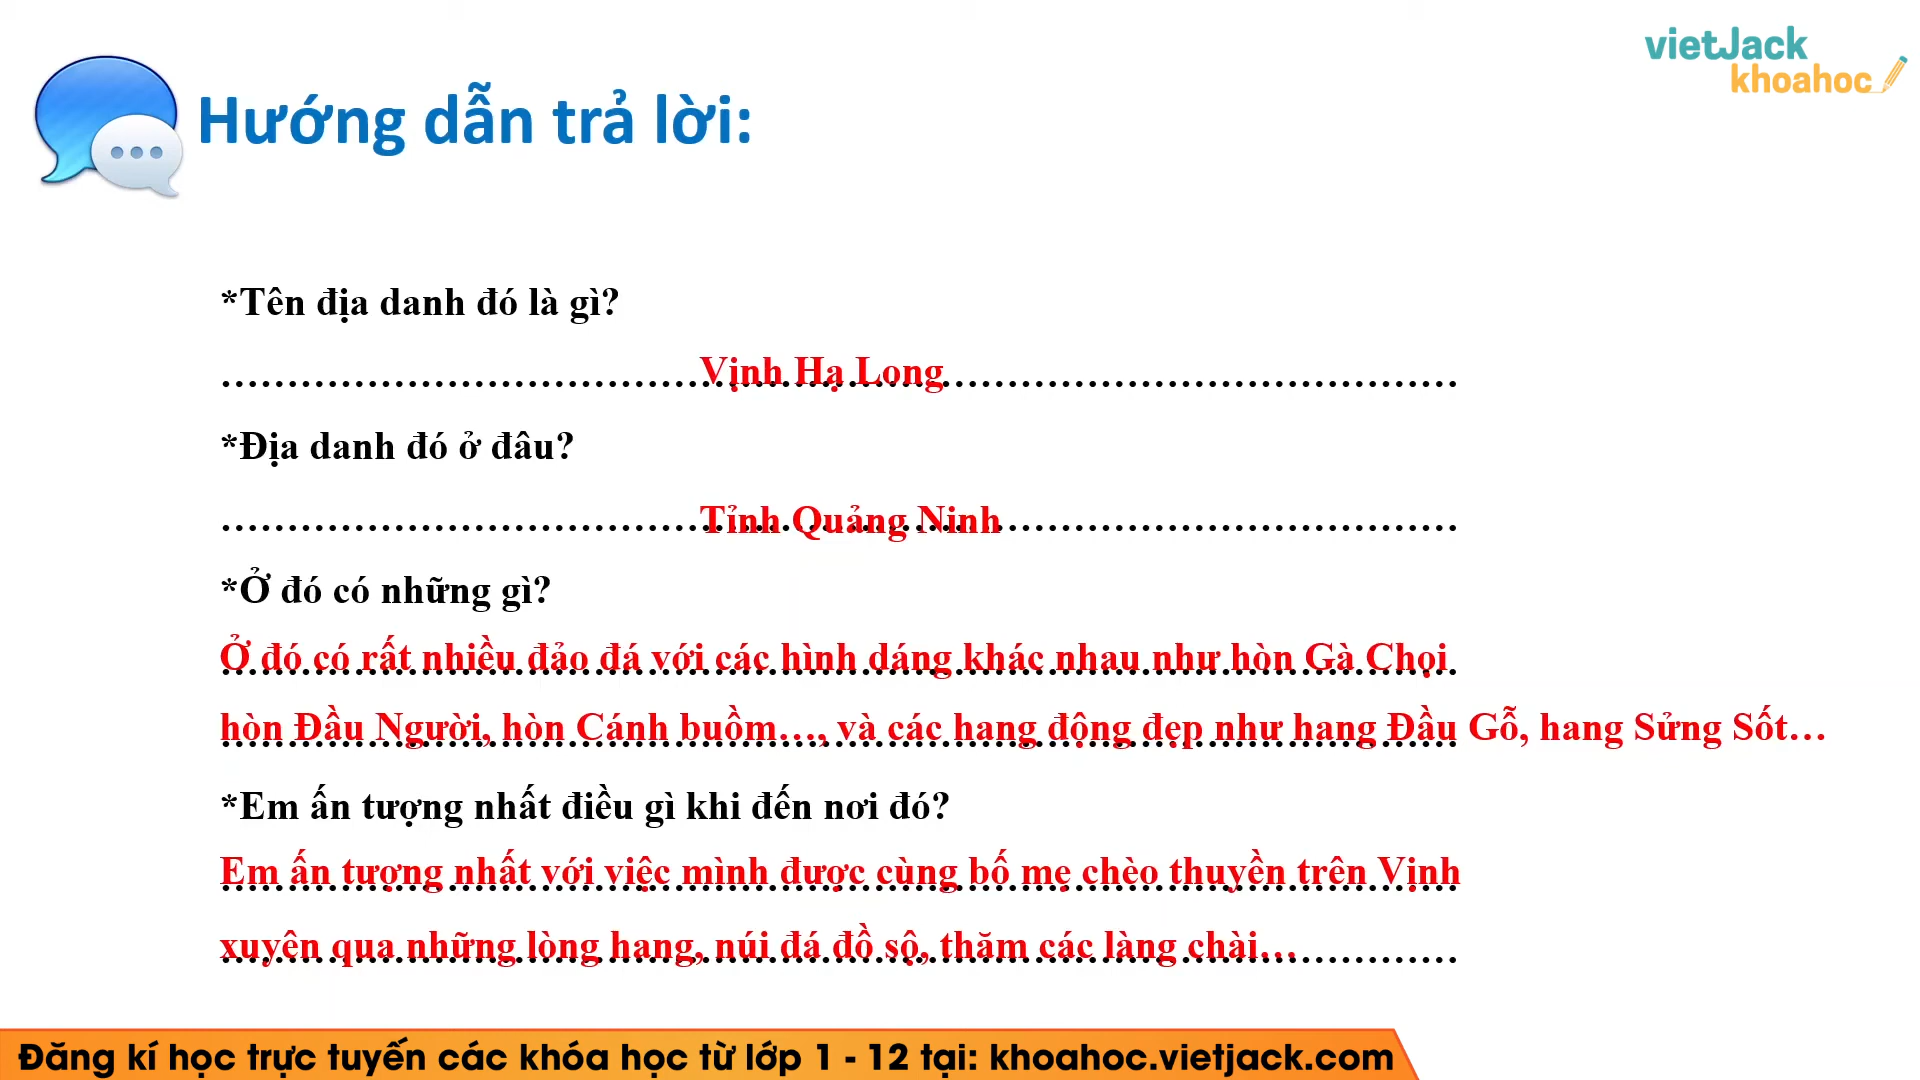 vietJack
khoahoc
Hướng dẫn trả lời:
*Tên địa danh đó là gì?
Vịnh Hạ Long
*Địa danh đó ở đâu?
Tỉnh Quảng Ninh
*Ở đó có những gì?
Ở đó có rất nhiều đảo đá với các hình dáng khác nhau như hòn Gà Chọi
hòn Đầu Người, hòn Cánh buồm…, và các hang động đẹp như hang Đầu Gỗ, hang Sửng Sốt…
*Em ấn tượng nhất điều gì khi đến nơi đó?
Em ấn tượng nhất với việc mình được cùng bố mẹ chèo thuyền trên Vịnh
xuyên qua những lòng hang, núi đá đồ sộ, thăm các làng chài…
Đăng kí học trực tuyến các khóa học từ lớp 1 - 12 tại: khoahoc.vietjack.com